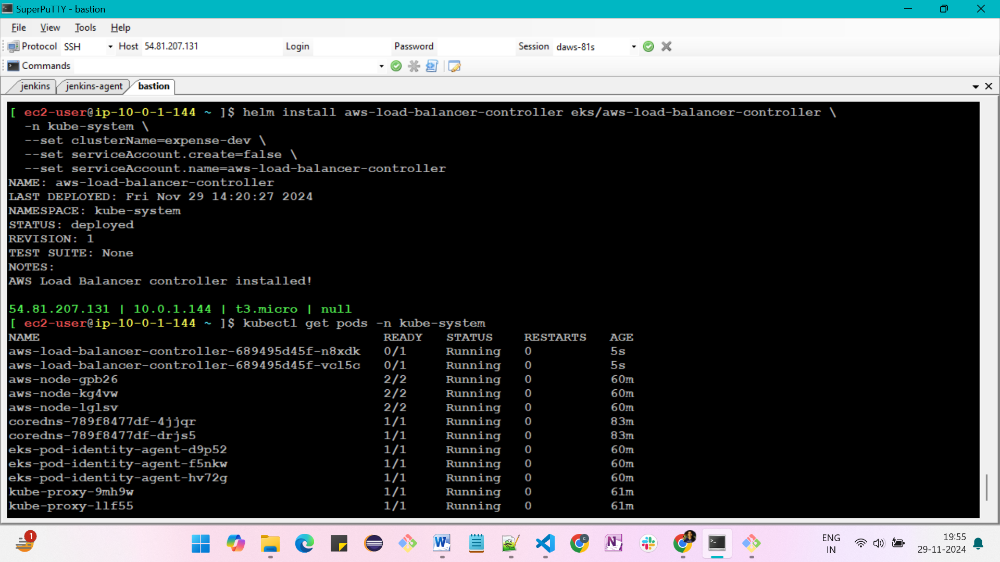 SuperPuTTY - bastion
File View Tools Help
Protocol SSH Host 54.81.207.131 Login Password Session daws-81s
Commands
jenkins jenkins-agent bastion
[ ec2-user@ip-10-0-1-144 ~ ]$ helm install aws-load-balancer-controller eks/aws-load-balancer-controller \
-n kube-system \
--set clusterName=expense-dev \
--set serviceAccount.create=false \
--set serviceAccount.name=aws-load-balancer-controller
NAME: aws-load-balancer-controller
LAST DEPLOYED: Fri Nov 29 14:20:27 2024
NAMESPACE: kube-system
STATUS: deployed
REVISION: 1
TEST SUITE: None
NOTES:
AWS Load Balancer controller installed!
54.81.207.131 | 10.0.1.144 | t3.micro | null
[ ec2-user@ip-10-0-1-144 ~ ]$ kubectl get pods -n kube-system
NAME READY STATUS RESTARTS AGE
aws-load-balancer-controller-689495d45f-n8xdk 0/1 Running 0 5s
aws-load-balancer-controller-689495d45f-vcl5c 0/1 Running 0 5s
aws-node-gpb26 2/2 Running 0 60m
aws-node-kg4vw 2/2 Running 0 60m
aws-node-lglsv 2/2 Running 0 60m
coredns-789f8477df-4jjqr 1/1 Running 0 83m
coredns-789f8477df-drjs5 1/1 Running 0 83m
eks-pod-identity-agent-d9p52 1/1 Running 0 60m
eks-pod-identity-agent-f5nkw 1/1 Running 0 60m
eks-pod-identity-agent-hv72g 1/1 Running 0 60m
kube-proxy-9mh9w 1/1 Running 0 61m
kube-proxy-llf55 1/1 Running 0 61m
1
ENG
IN
19:55
29-11-2024